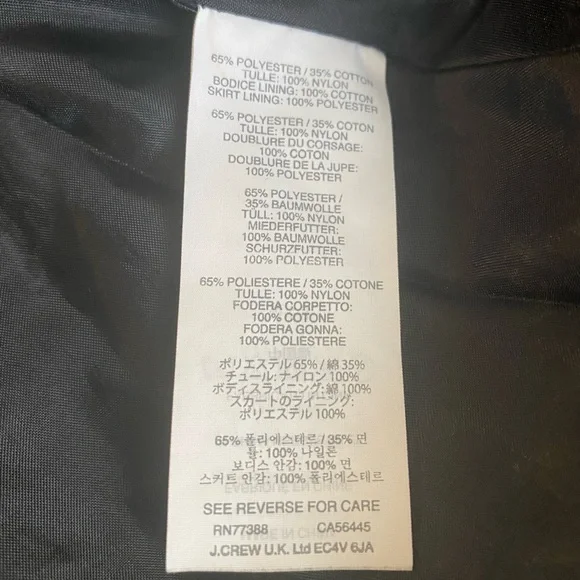 65% POLYESTER / 35% COTTON
TULLE: 100% NYLON
BODICE LINING: 100% COTTON
SKIRT LINING: 100% POLYESTER
65% POLYESTER / 35% COTON
TULLE: 100% NYLON
DOUBLURE DU CORSAGE:
100% COTON
DOUBLURE DE LA JUPE:
100% POLYESTER
65% POLYESTER /
35% BAUMWOLLE
TÜLL: 100% NYLON
MIEDERFUTTER:
100% BAUMWOLLE
SCHURZFUTTER:
100% POLYESTER
65% POLIESTERE / 35% COTONE
TULLE: 100% NYLON
FODERA CORPETTO:
100% COTONE
FODERA GONNA:
100% POLIESTERE
ポリエステル 65% / 綿 35%
チュール: ナイロン 100%
ボディスライニング: 綿 100%
スカートのライニング:
ポリエステル 100%
65% 폴리에스테르 / 35% 면
튤: 100% 나일론
보디스 안감: 100% 면
스커트 안감: 100% 폴리에스테르
SEE REVERSE FOR CARE
RN77388 CA56445
J.CREW U.K. Ltd EC4V 6JA